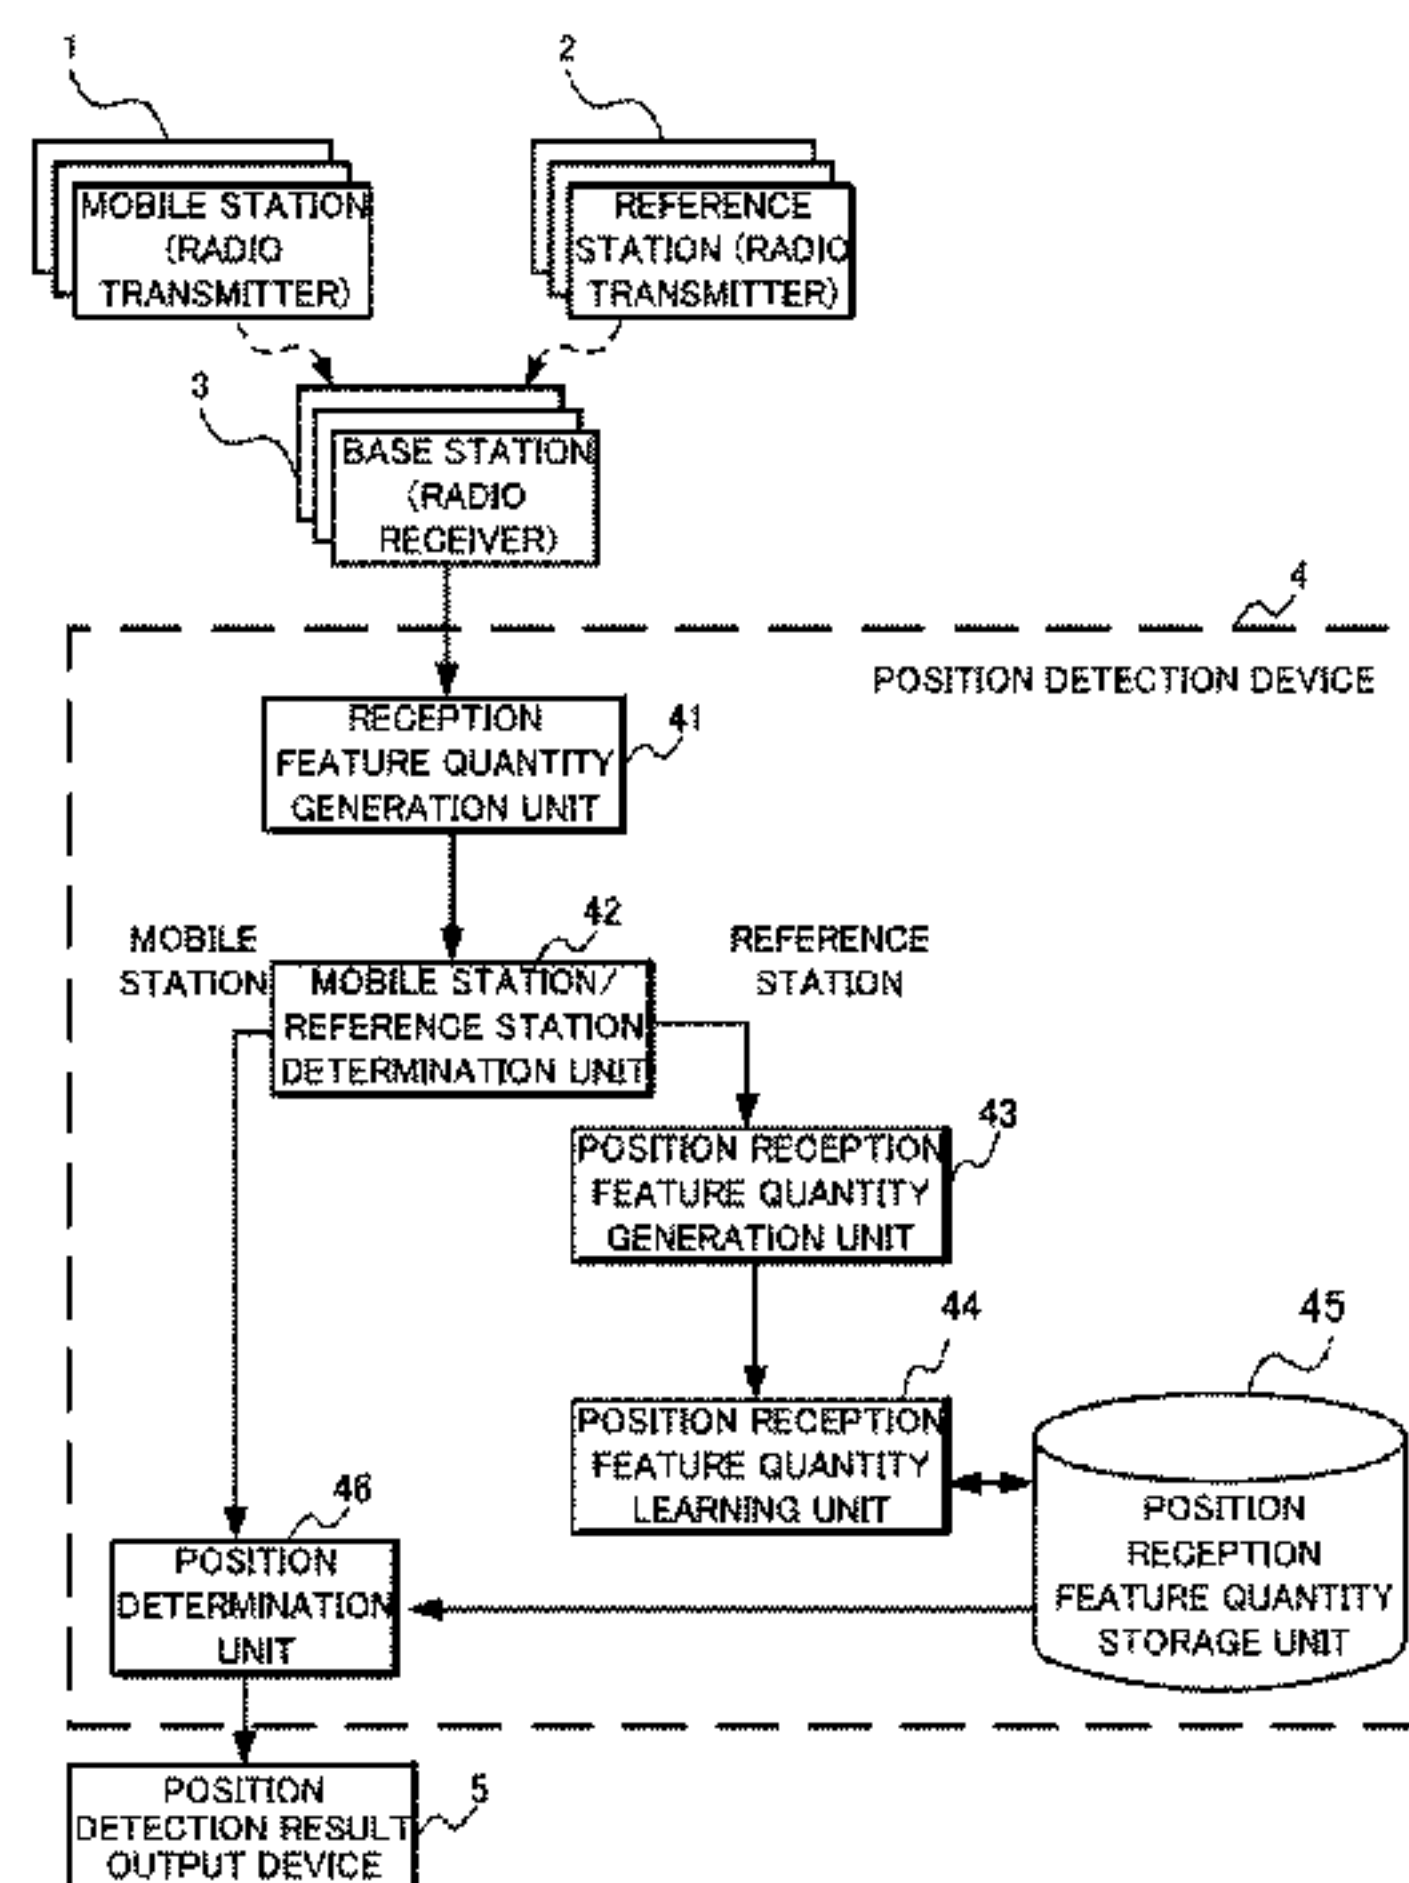 1
2
MOBILE STATION
(RADIO
TRANSMITTER)
REFERENCE
STATION (RADIO
TRANSMITTER)
3
BASE STATION
(RADIO
RECEIVER)
4
POSITION DETECTION DEVICE
RECEPTION
FEATURE QUANTITY
GENERATION UNIT
41
MOBILE
STATION
42
REFERENCE
STATION
MOBILE STATION/
REFERENCE STATION
DETERMINATION UNIT
43
POSITION RECEPTION
FEATURE QUANTITY
GENERATION UNIT
44
45
POSITION RECEPTION
FEATURE QUANTITY
LEARNING UNIT
POSITION
RECEPTION
FEATURE QUANTITY
STORAGE UNIT
46
POSITION
DETERMINATION
UNIT
POSITION
DETECTION RESULT
OUTPUT DEVICE
5